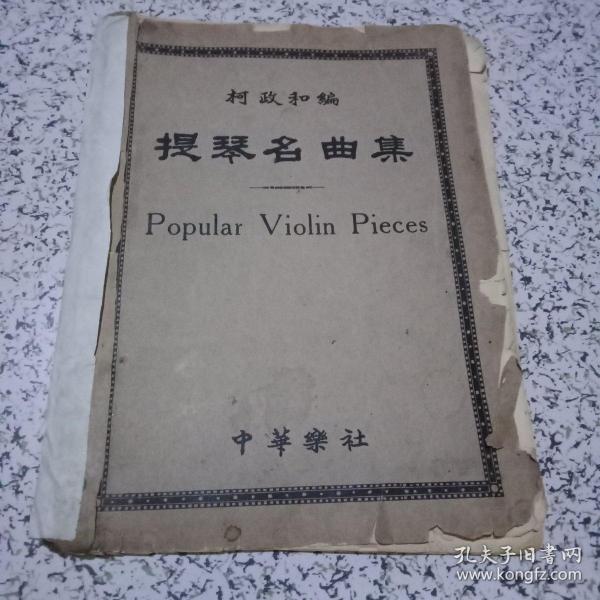 柯政和編
提琴名曲集
Popular Violin Pieces
中華樂社
孔夫子旧書网
www.kongfz.com